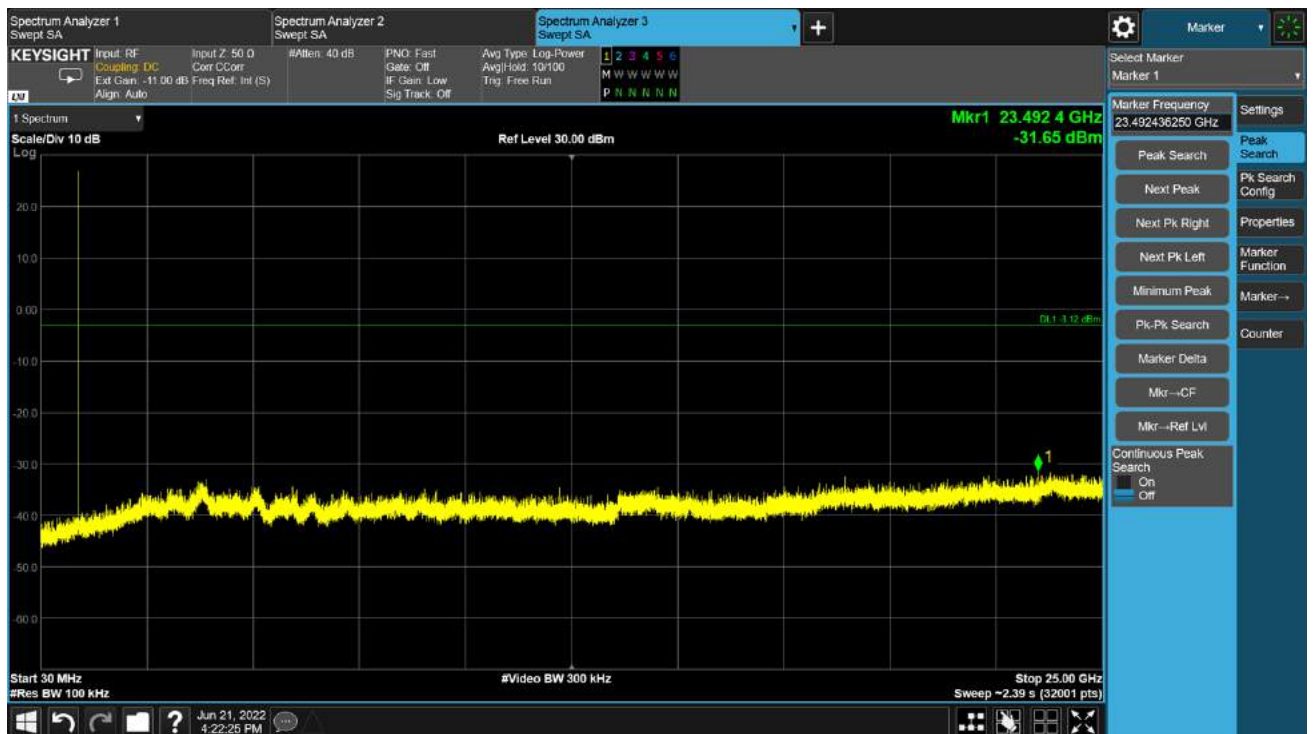 Spectrum Analyzer 1
Swept SA
Spectrum Analyzer 2
Swept SA
Spectrum Analyzer 3
Swept SA
+
Marker
KEYSIGHT
Input: RF
Coupling: DC
Ext Gain: -11.00 dB
Align: Auto
Input Z: 50 Ω
Corr CCorr
Freq Ref: Int (S)
#Atten: 40 dB
PNO: Fast
Gate: Off
IF Gain: Low
Sig Track: Off
Avg Type: Log-Power
Avg|Hold: 10/100
Trig: Free Run
1 2 3 4 5 6
M W W W W W
P N N N N N
LXI
Select Marker
Marker 1
1 Spectrum
Scale/Div 10 dB
Log
Ref Level 30.00 dBm
Mkr1 23.492 4 GHz
-31.65 dBm
20.0
10.0
0.00
-10.0
-20.0
-30.0
-40.0
-50.0
-60.0
DL1 -3.12 dBm
1
Start 30 MHz
#Res BW 100 kHz
#Video BW 300 kHz
Stop 25.00 GHz
Sweep ~2.39 s (32001 pts)
Marker Frequency
23.492436250 GHz
Peak Search
Next Peak
Next Pk Right
Next Pk Left
Minimum Peak
Pk-Pk Search
Marker Delta
Mkr→CF
Mkr→Ref Lvl
Continuous Peak
Search
On
Off
Settings
Peak
Search
Pk Search
Config
Properties
Marker
Function
Marker→
Counter
?
Jun 21, 2022
4:22:25 PM